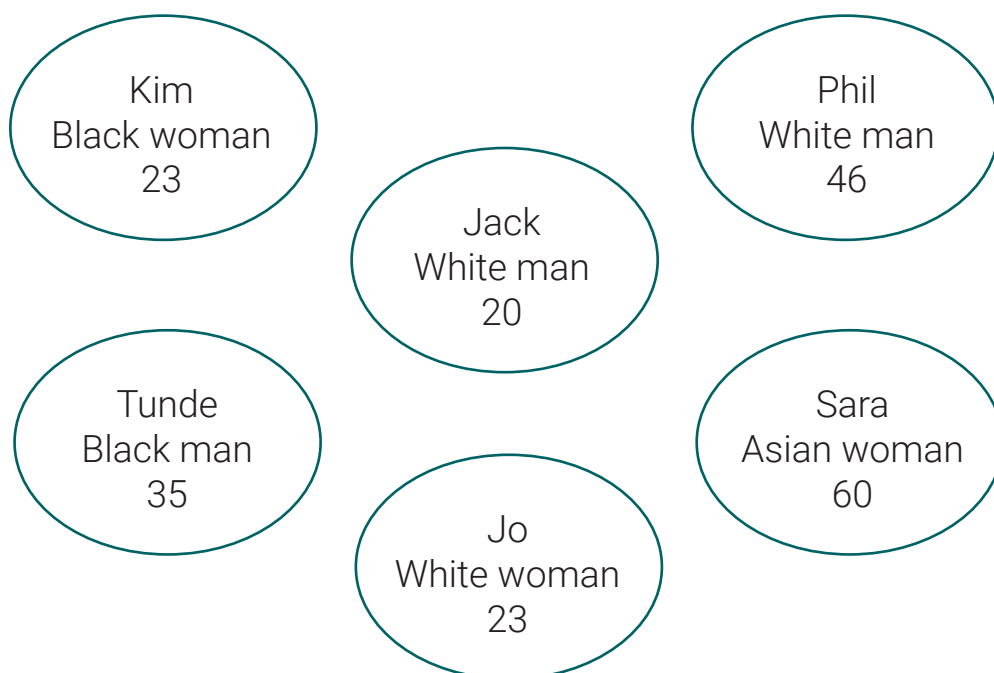 Kim
Black woman
23
Phil
White man
46
Jack
White man
20
Tunde
Black man
35
Sara
Asian woman
60
Jo
White woman
23